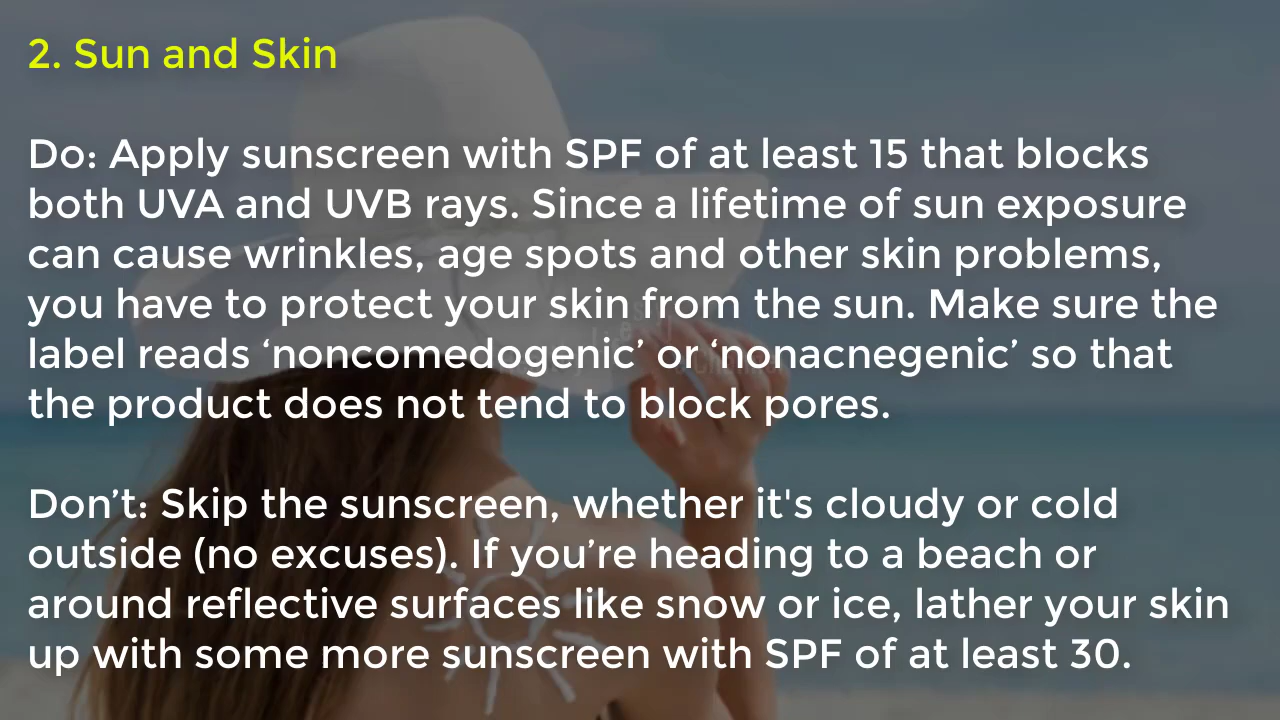 2. Sun and Skin
Do: Apply sunscreen with SPF of at least 15 that blocks
both UVA and UVB rays. Since a lifetime of sun exposure
can cause wrinkles, age spots and other skin problems,
you have to protect your skin from the sun. Make sure the
label reads ‘noncomedogenic’ or ‘nonacnegenic’ so that
the product does not tend to block pores.
Don’t: Skip the sunscreen, whether it's cloudy or cold
outside (no excuses). If you’re heading to a beach or
around reflective surfaces like snow or ice, lather your skin
up with some more sunscreen with SPF of at least 30.